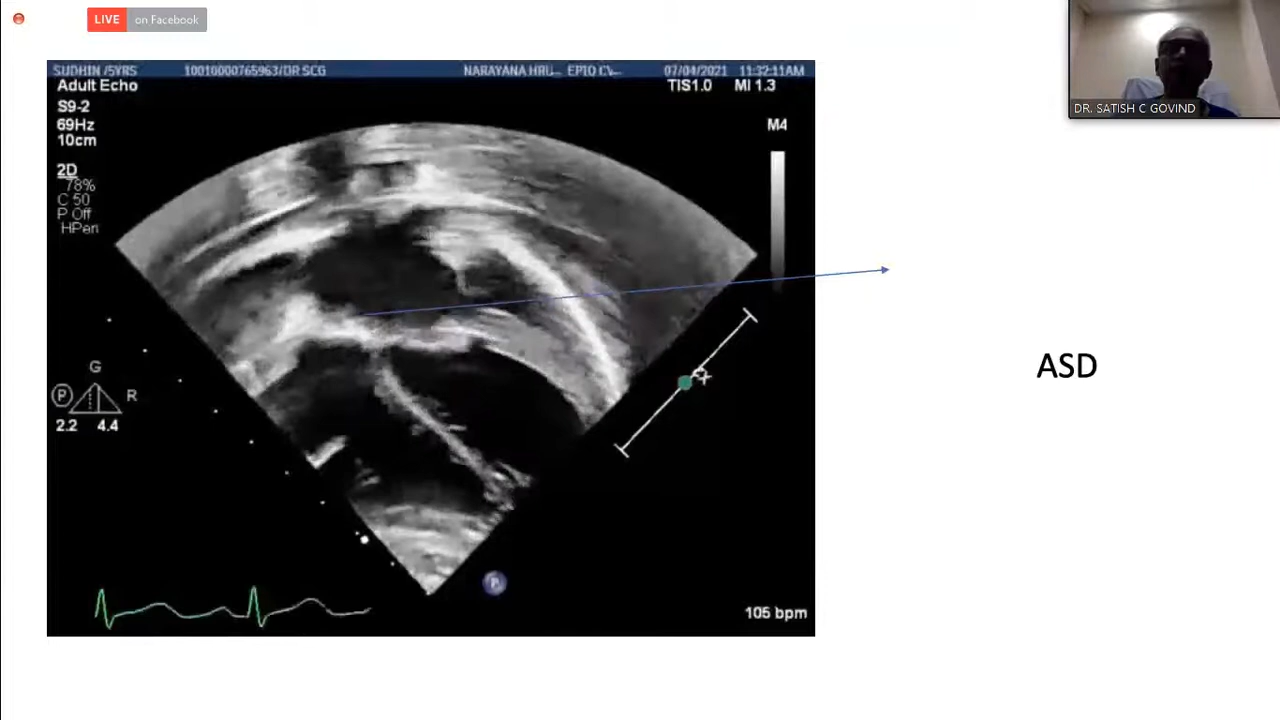 LIVE on Facebook
DR. SATISH C GOVIND
SUDHIN /5YRS 10010000765963/DR SCG NARAYANA HRU... EPIQ CV... 07/04/2021 11:32:11AM
Adult Echo TIS1.0 MI 1.3
S9-2
69Hz
10cm
M4
2D
78%
C 50
P Off
HPen
G
P R
2.2 4.4
ASD
P
105 bpm